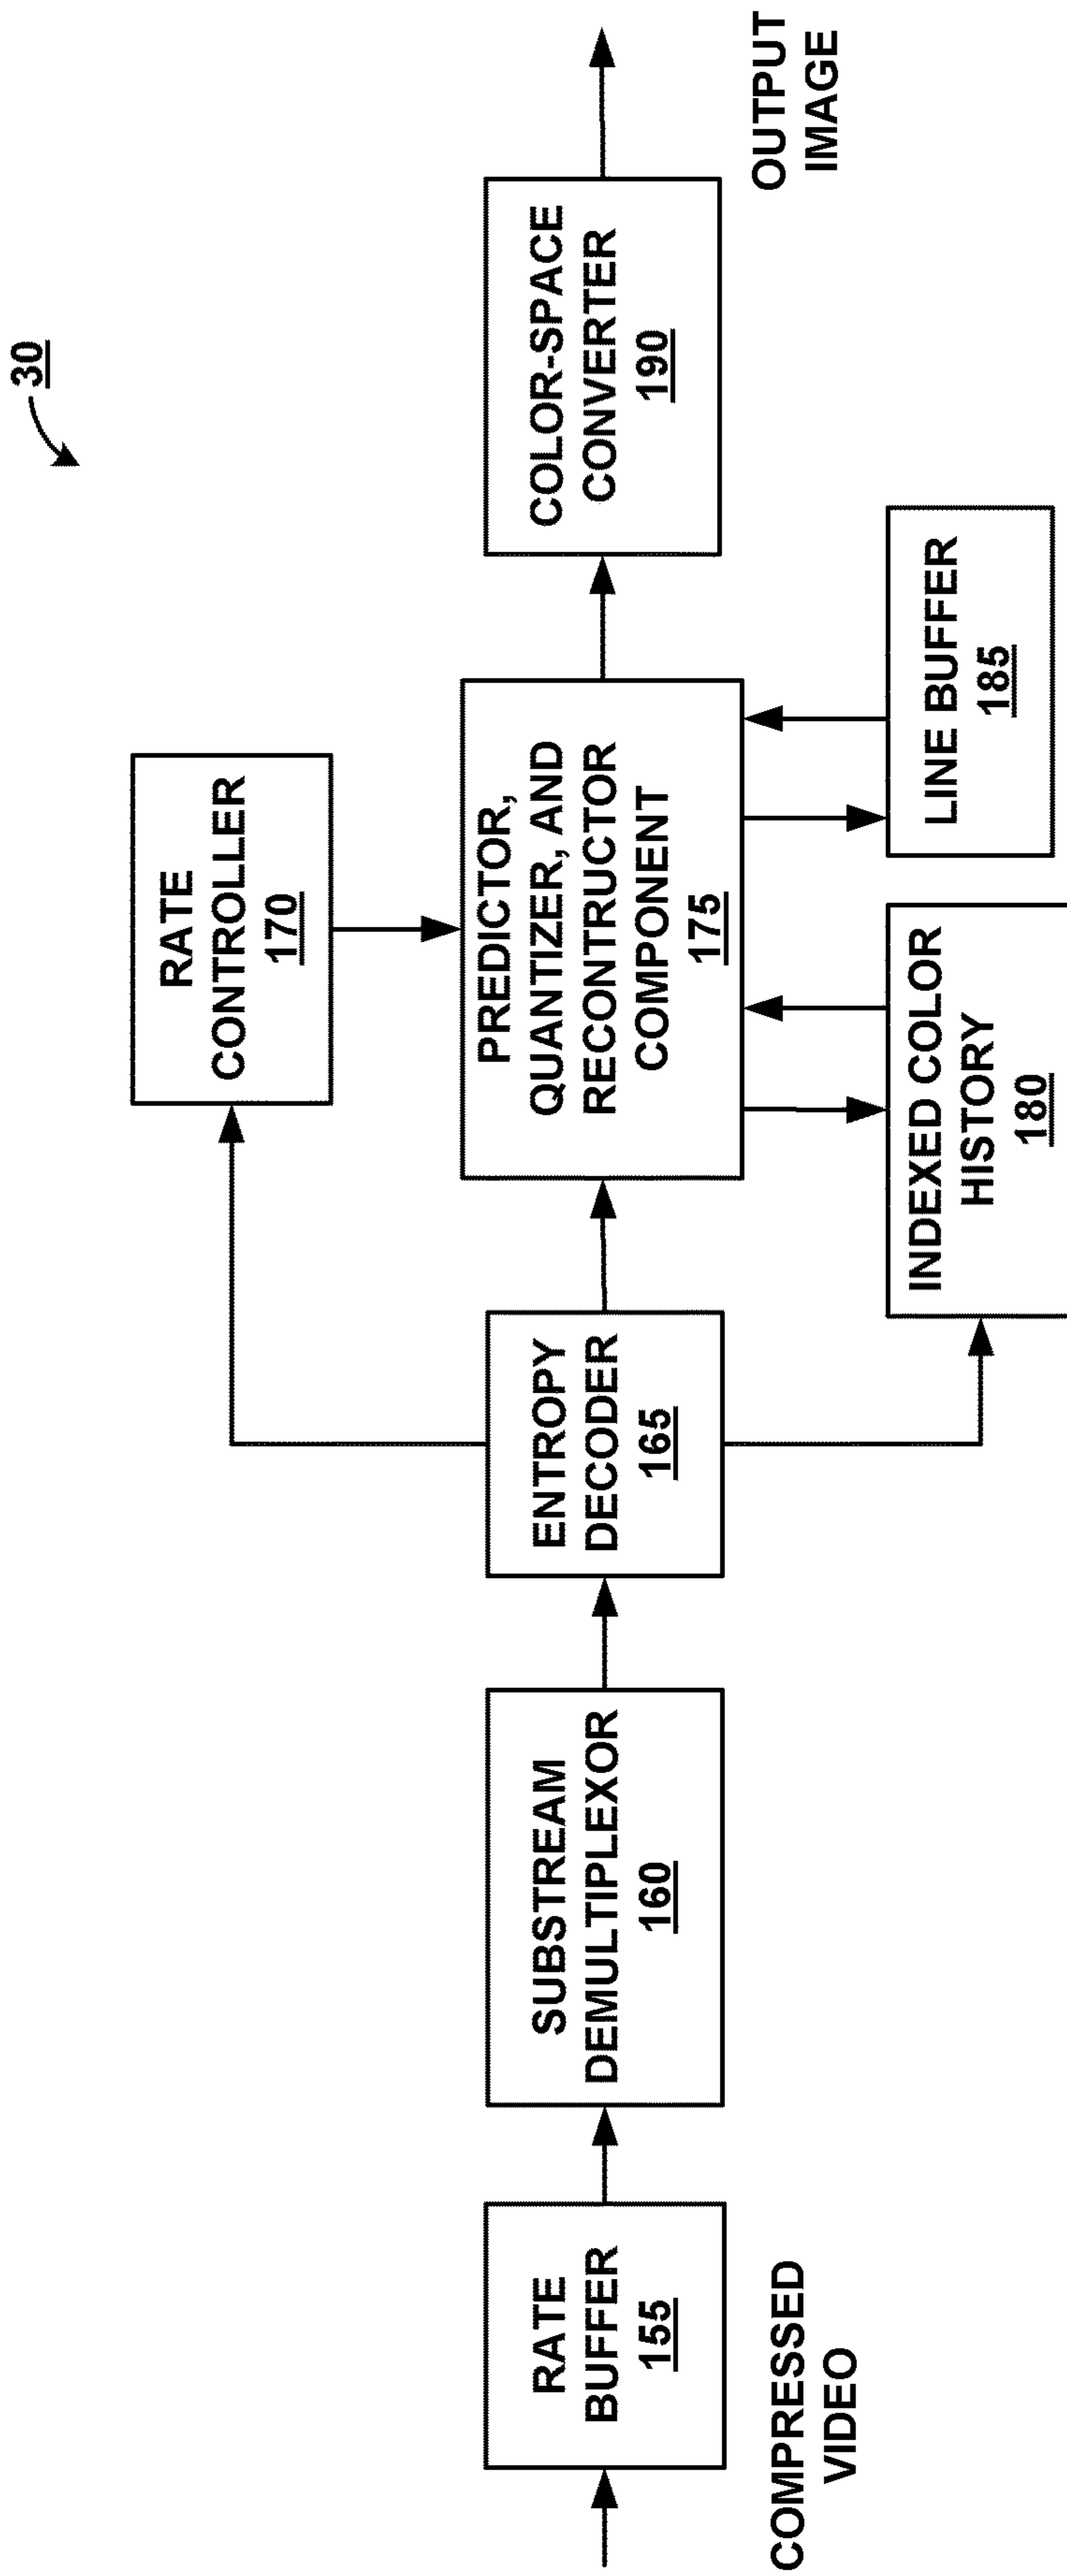 30
RATE
CONTROLLER
170
COMPRESSED
VIDEO
RATE
BUFFER
155
SUBSTREAM
DEMULTIPLEXOR
160
ENTROPY
DECODER
165
PREDICTOR,
QUANTIZER, AND
RECONTRUCTOR
COMPONENT
175
COLOR-SPACE
CONVERTER
190
OUTPUT
IMAGE
INDEXED COLOR
HISTORY
180
LINE BUFFER
185